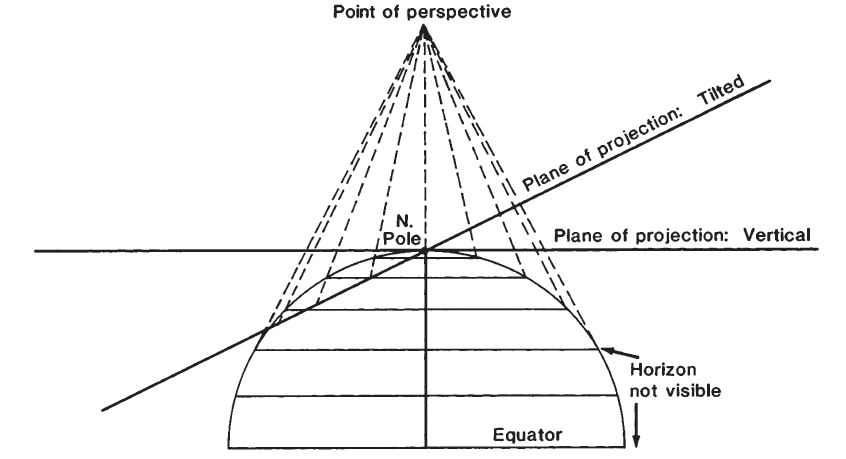 Point of perspective
Plane of projection: Tilted
N.
Pole
Plane of projection: Vertical
Horizon
not visible
Equator